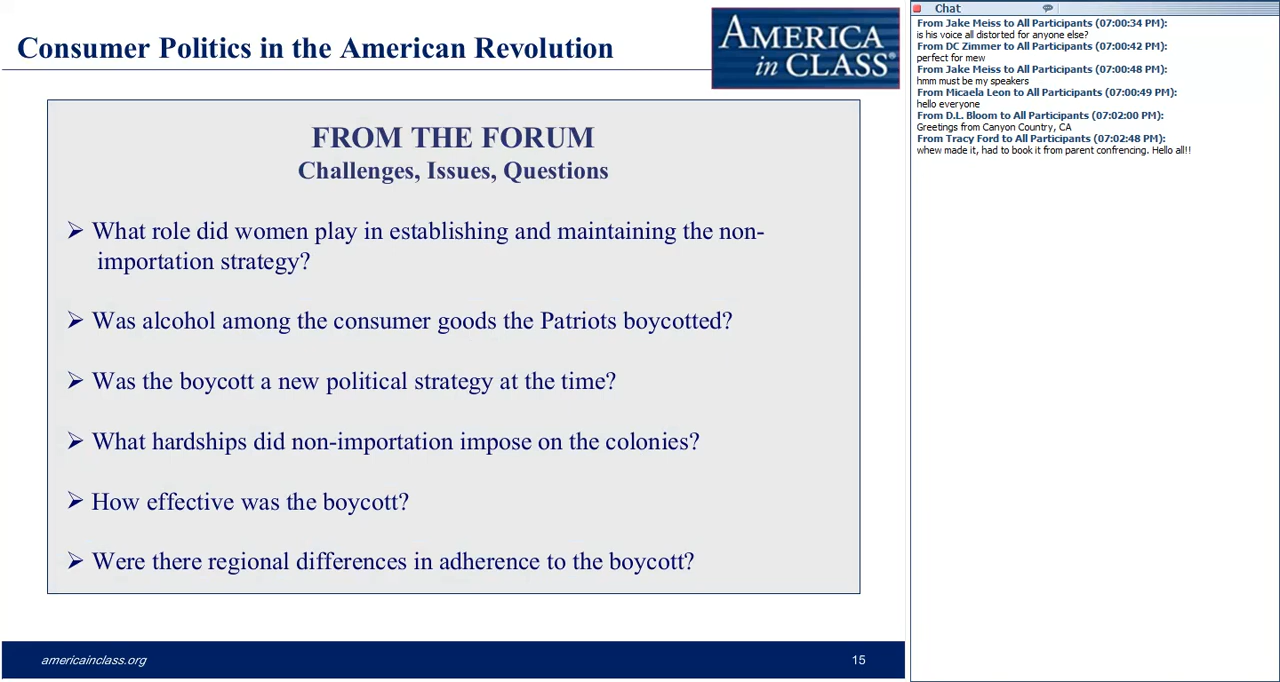 Consumer Politics in the American Revolution
AMERICA
in CLASS®
FROM THE FORUM
Challenges, Issues, Questions
➢ What role did women play in establishing and maintaining the non-
importation strategy?
➢ Was alcohol among the consumer goods the Patriots boycotted?
➢ Was the boycott a new political strategy at the time?
➢ What hardships did non-importation impose on the colonies?
➢ How effective was the boycott?
➢ Were there regional differences in adherence to the boycott?
americainclass.org
15
Chat
From Jake Meiss to All Participants (07:00:34 PM):
is his voice all distorted for anyone else?
From DC Zimmer to All Participants (07:00:42 PM):
perfect for mew
From Jake Meiss to All Participants (07:00:48 PM):
hmm must be my speakers
From Micaela Leon to All Participants (07:00:49 PM):
hello everyone
From D.L. Bloom to All Participants (07:02:00 PM):
Greetings from Canyon Country, CA
From Tracy Ford to All Participants (07:02:48 PM):
whew made it, had to book it from parent confrencing. Hello all!!